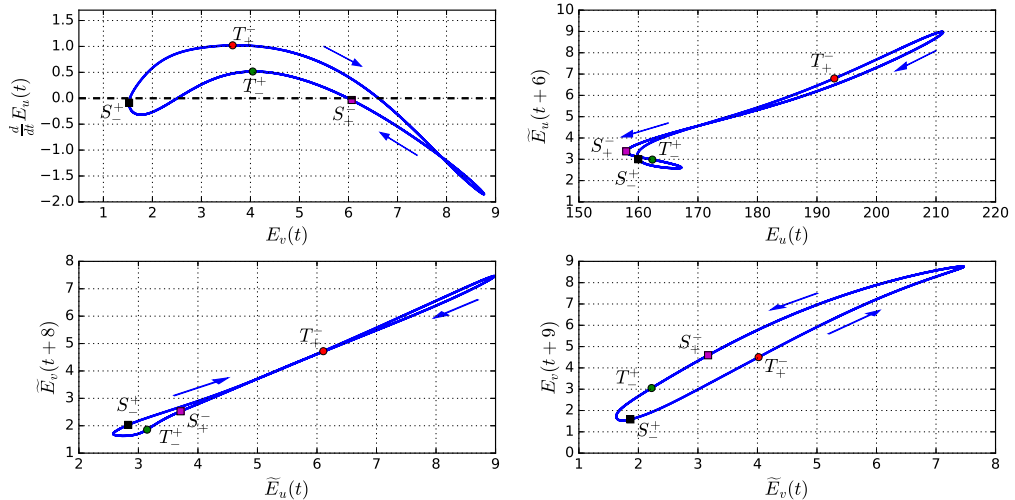 d/dt E_u(t)
1.5
1.0
0.5
0.0
−0.5
−1.0
−1.5
−2.0
T_+^−
T_−^+
S_−^+
S_+^−
1 2 3 4 5 6 7 8 9
E_v(t)
Ẽ_u(t + 6)
10
9
8
7
6
5
4
3
2
1
T_+^−
S_+^−
T_−^+
S_−^+
150 160 170 180 190 200 210 220
E_u(t)
Ẽ_v(t + 8)
8
7
6
5
4
3
2
1
T_+^−
S_−^+
S_+^−
T_−^+
2 3 4 5 6 7 8 9
Ẽ_u(t)
E_v(t + 9)
9
8
7
6
5
4
3
2
1
0
S_+^−
T_+^−
T_−^+
S_−^+
1 2 3 4 5 6 7 8
Ẽ_v(t)